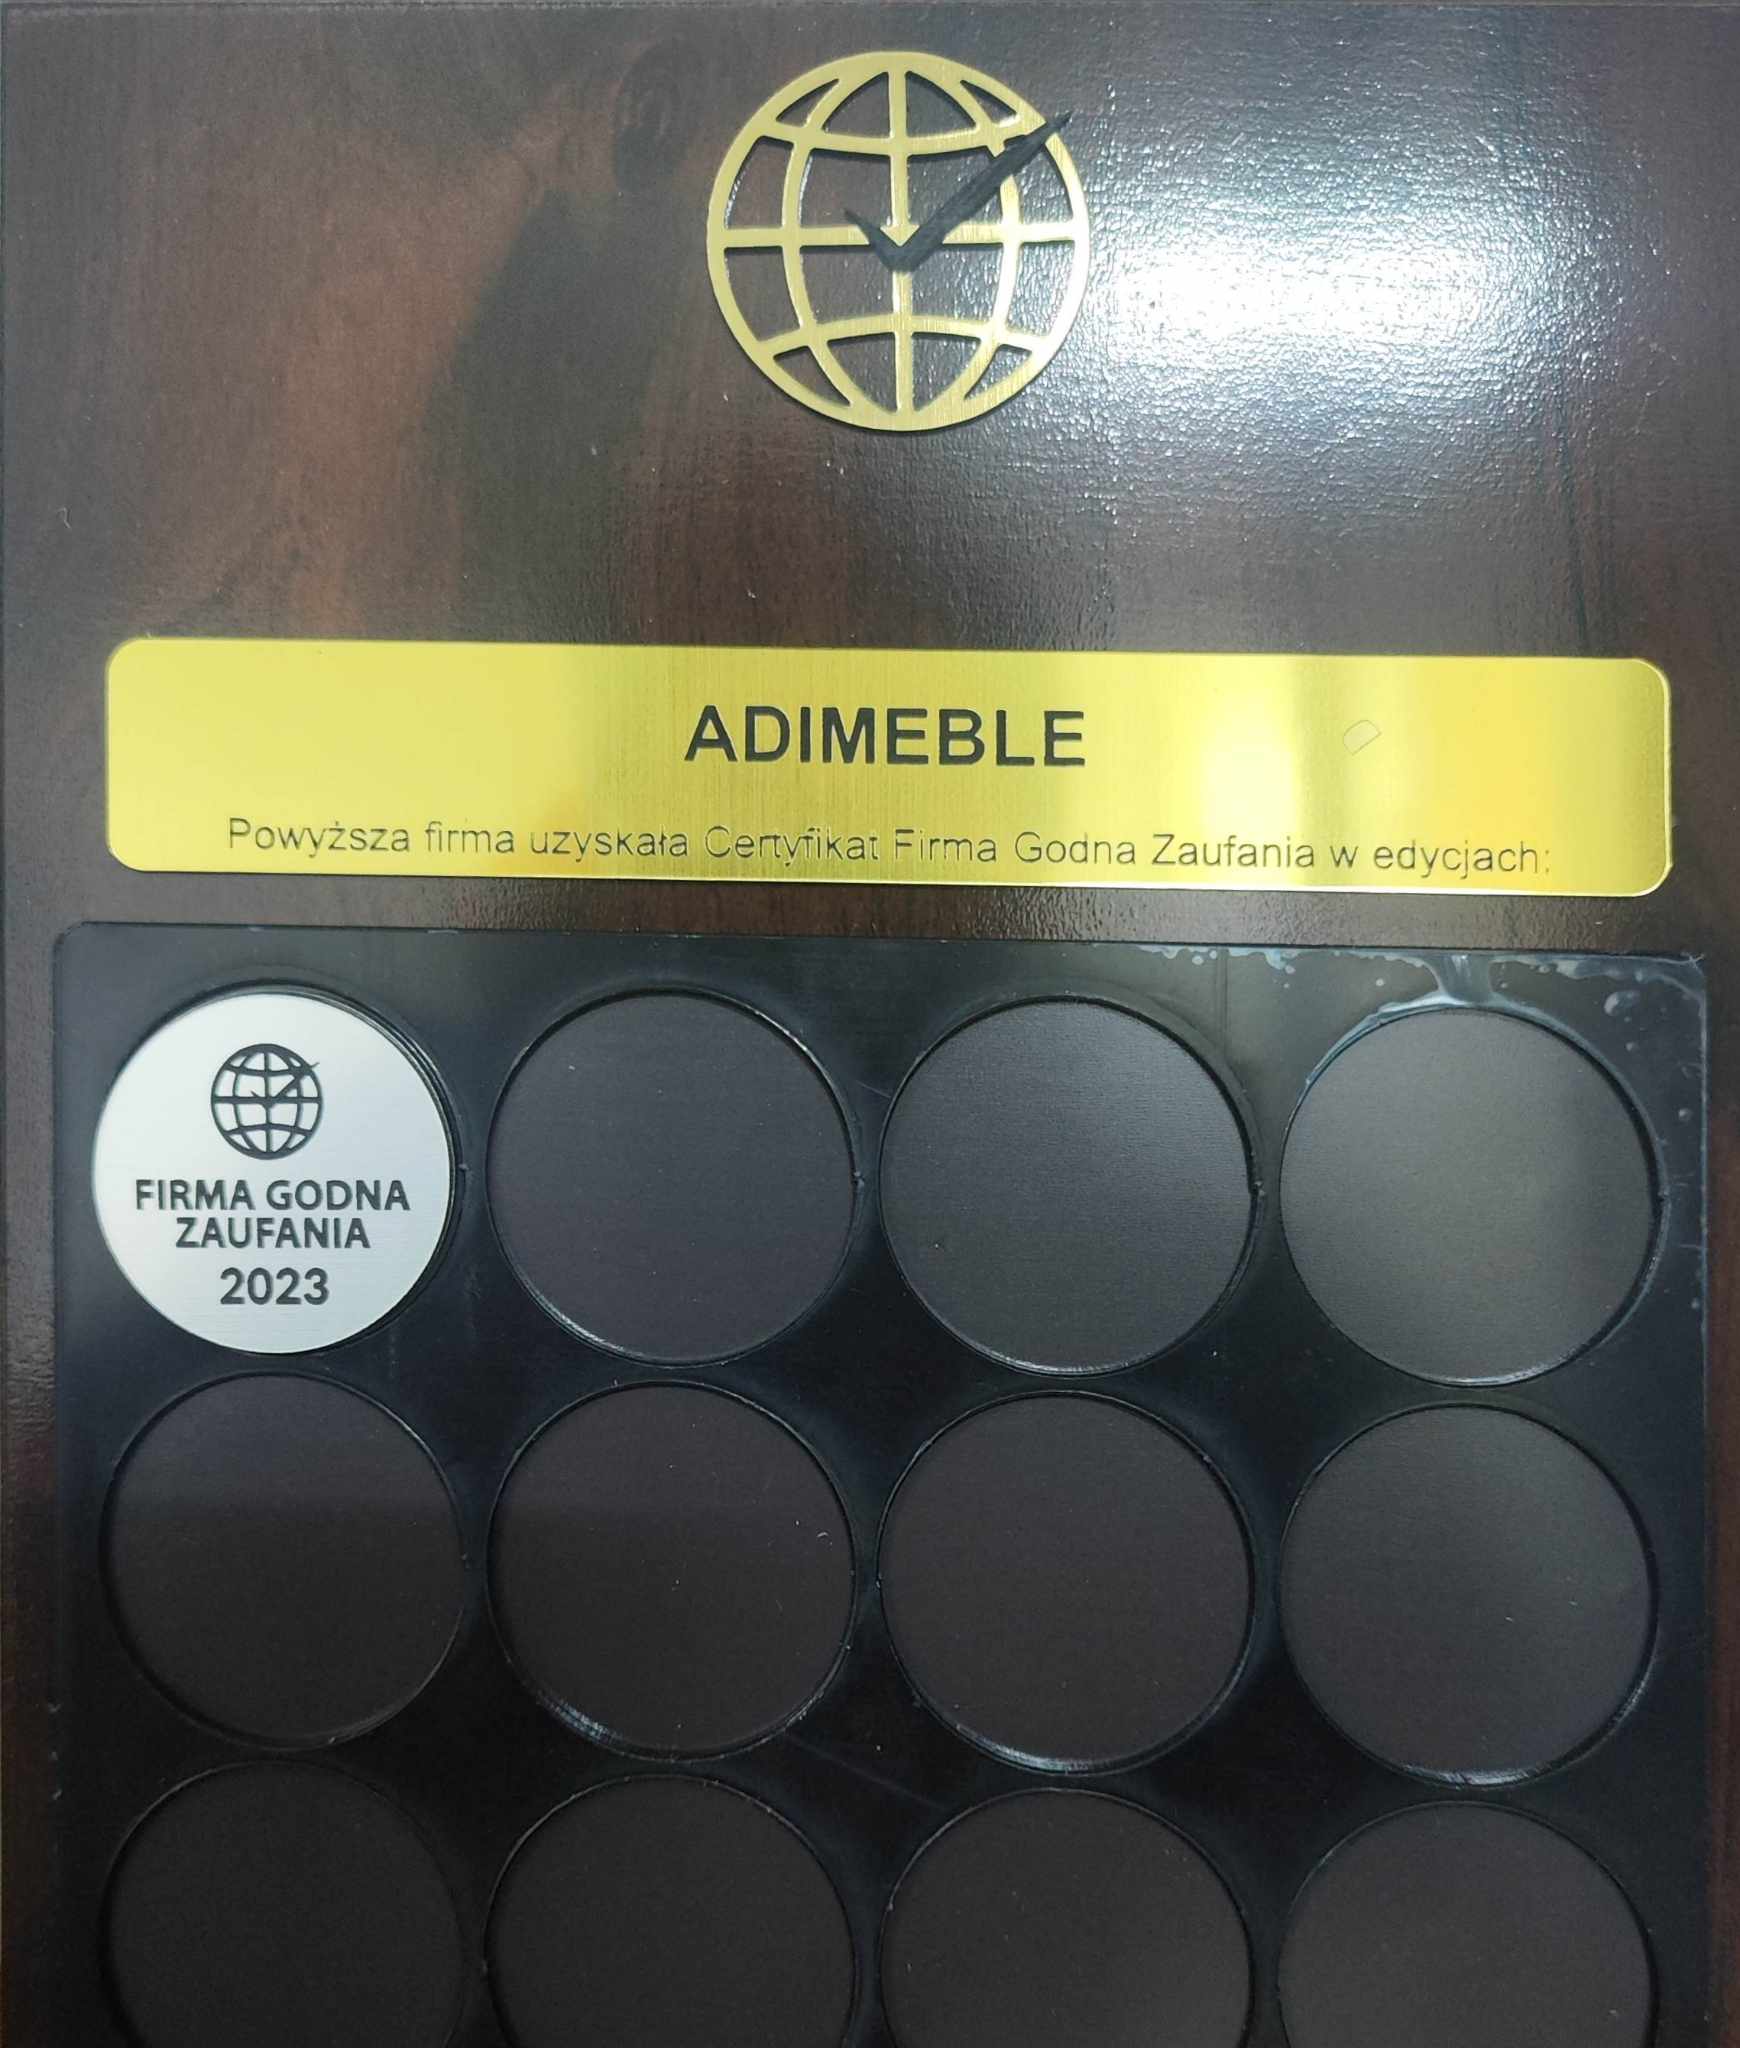 ADIMEBLE
Powyższa firma uzyskała Certyfikat Firma Godna Zaufania w edycjach:
FIRMA GODNA
ZAUFANIA
2023